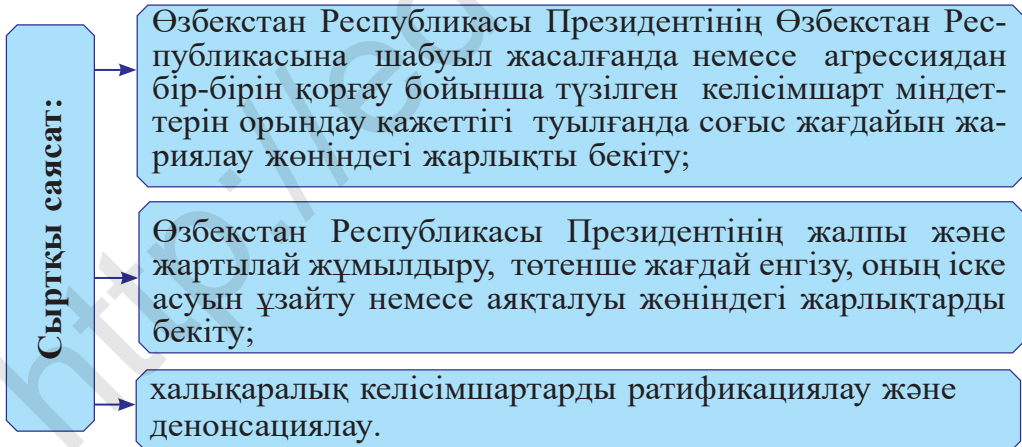 Сыртқы саясат:
Өзбекстан Республикасы Президентінің Өзбекстан Рес-
публикасына шабуыл жасалғанда немесе агрессиядан
бір-бірін қорғау бойынша түзілген келісімшарт міндет-
терін орындау қажеттігі туылғанда соғыс жағдайын жа-
риялау жөніндегі жарлықты бекіту;
Өзбекстан Республикасы Президентінің жалпы және
жартылай жұмылдыру, төтенше жағдай енгізу, оның іске
асуын ұзайту немесе аяқталуы жөніндегі жарлықтарды
бекіту;
халықаралық келісімшартарды ратификациялау және
денонсациялау.
http://e